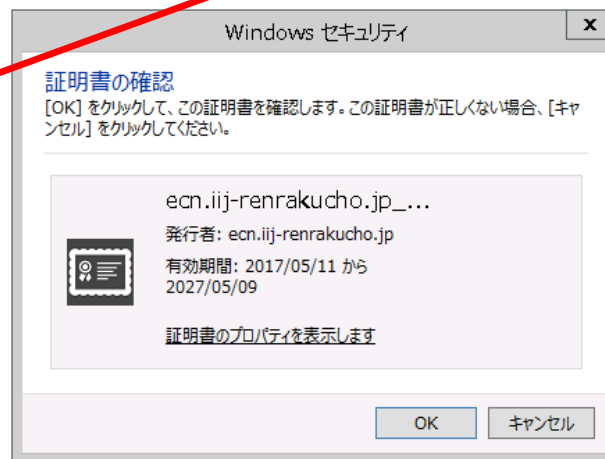 Windows セキュリティ
x
証明書の確認
[OK] をクリックして、この証明書を確認します。この証明書が正しくない場合、[キャ
ンセル] をクリックしてください。
ecn.iij-renrakucho.jp_...
発行者: ecn.iij-renrakucho.jp
有効期間: 2017/05/11 から
2027/05/09
証明書のプロパティを表示します
OK
キャンセル